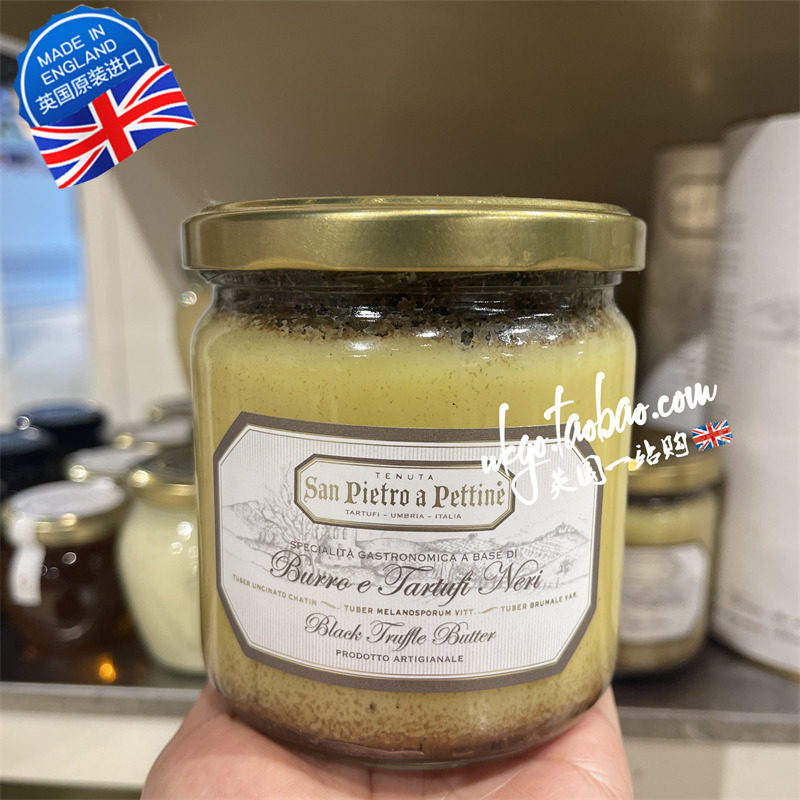 MADE IN
ENGLAND
英国原装进口
ukgo.taobao.com
英国一站购
TENUTA
San Pietro a Pettine
TARTUFI - UMBRIA - ITALIA
SPECIALITÀ GASTRONOMICA A BASE DI
Burro e Tartufi Neri
TUBER UNCINATO CHATIN TUBER MELANOSPORUM VITT. TUBER BRUMALE VAR.
Black Truffle Butter
PRODOTTO ARTIGIANALE